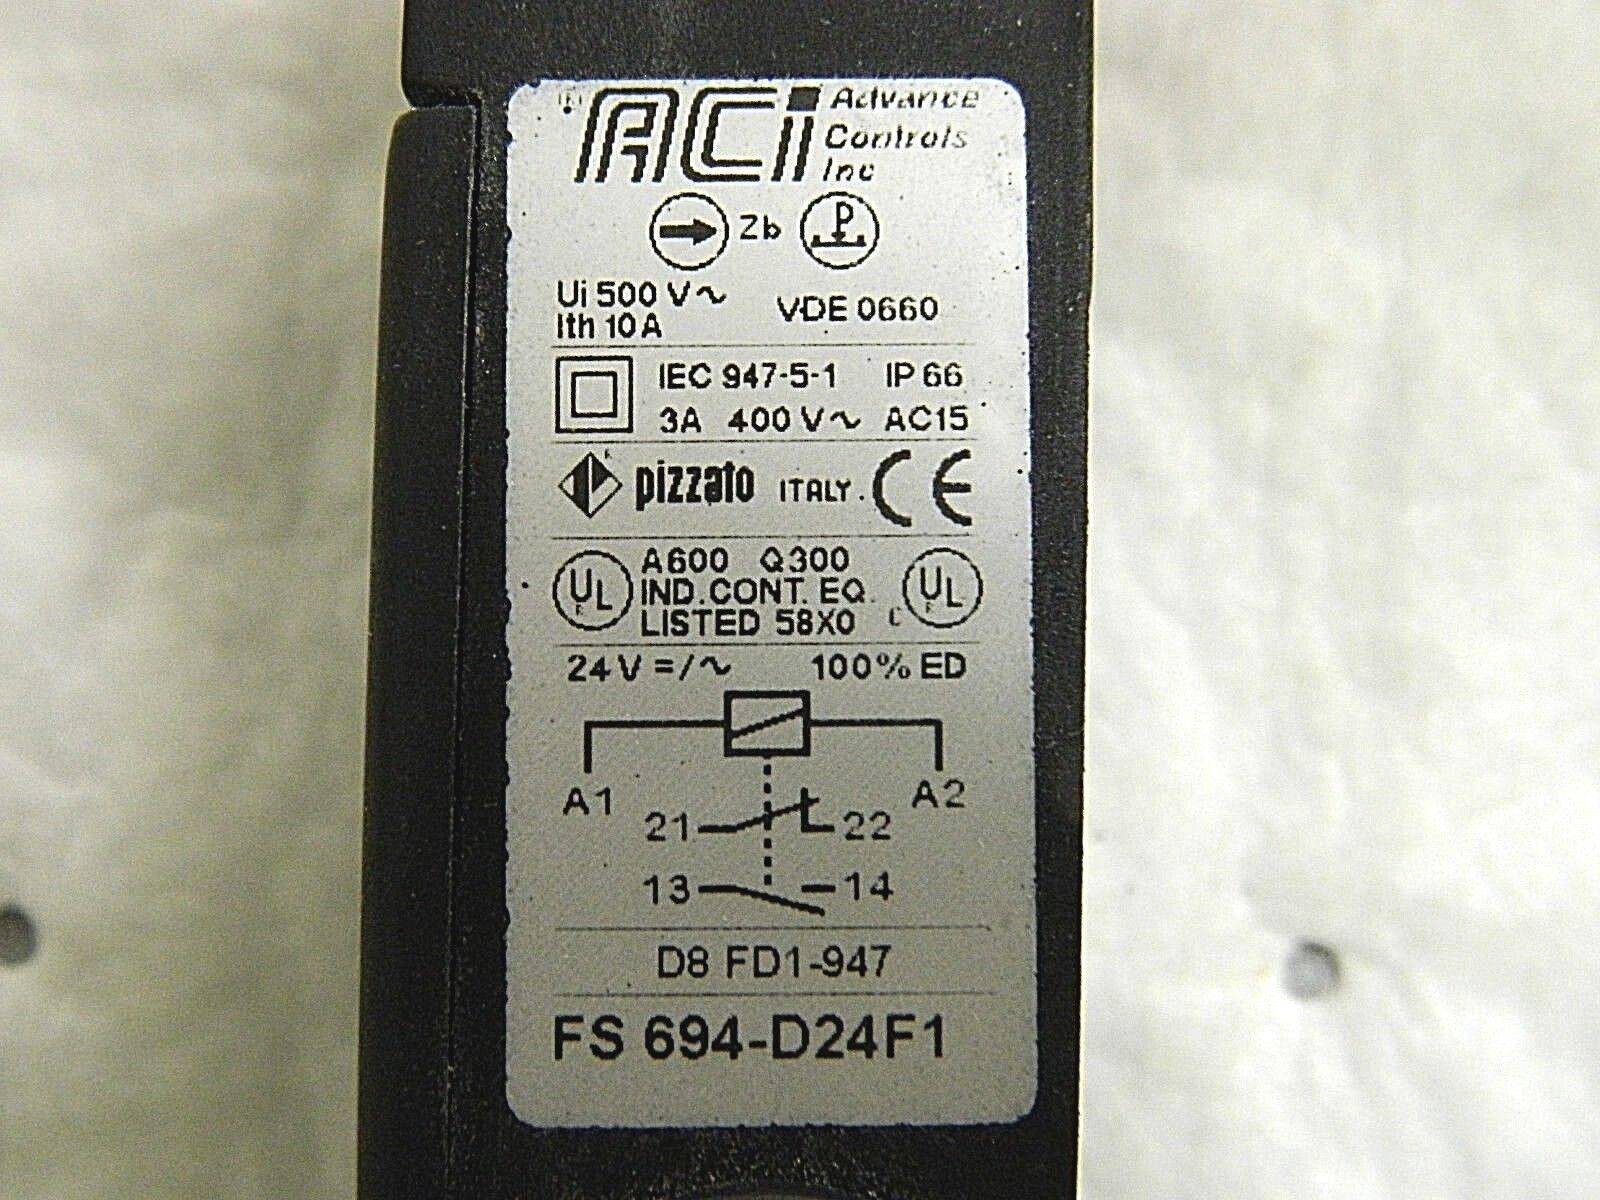 ACi Advance
Controls
Inc
Zb P
Ui 500 V~ VDE 0660
Ith 10 A
IEC 947-5-1 IP 66
3A 400 V~ AC15
pizzato ITALY. CE
UL A600 Q300 UL
IND.CONT. EQ.
LISTED 58X0 C
24 V =/~ 100% ED
A1 A2
21 22
13 14
D8 FD1-947
FS 694-D24F1